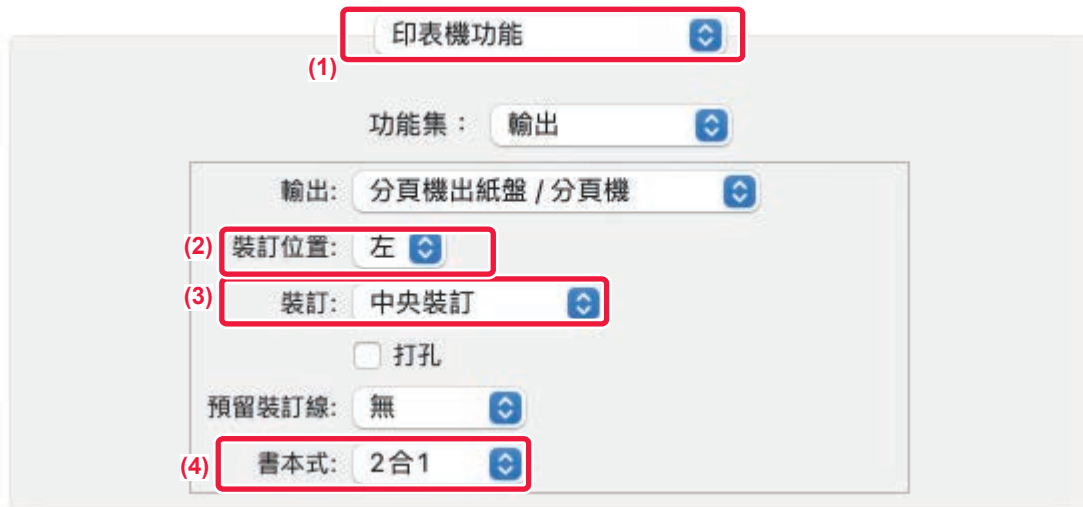 印表機功能
(1)
功能集： 輸出
輸出: 分頁機出紙盤 / 分頁機
(2) 裝訂位置: 左
(3) 裝訂: 中央裝訂
打孔
預留裝訂線: 無
(4) 書本式: 2合1